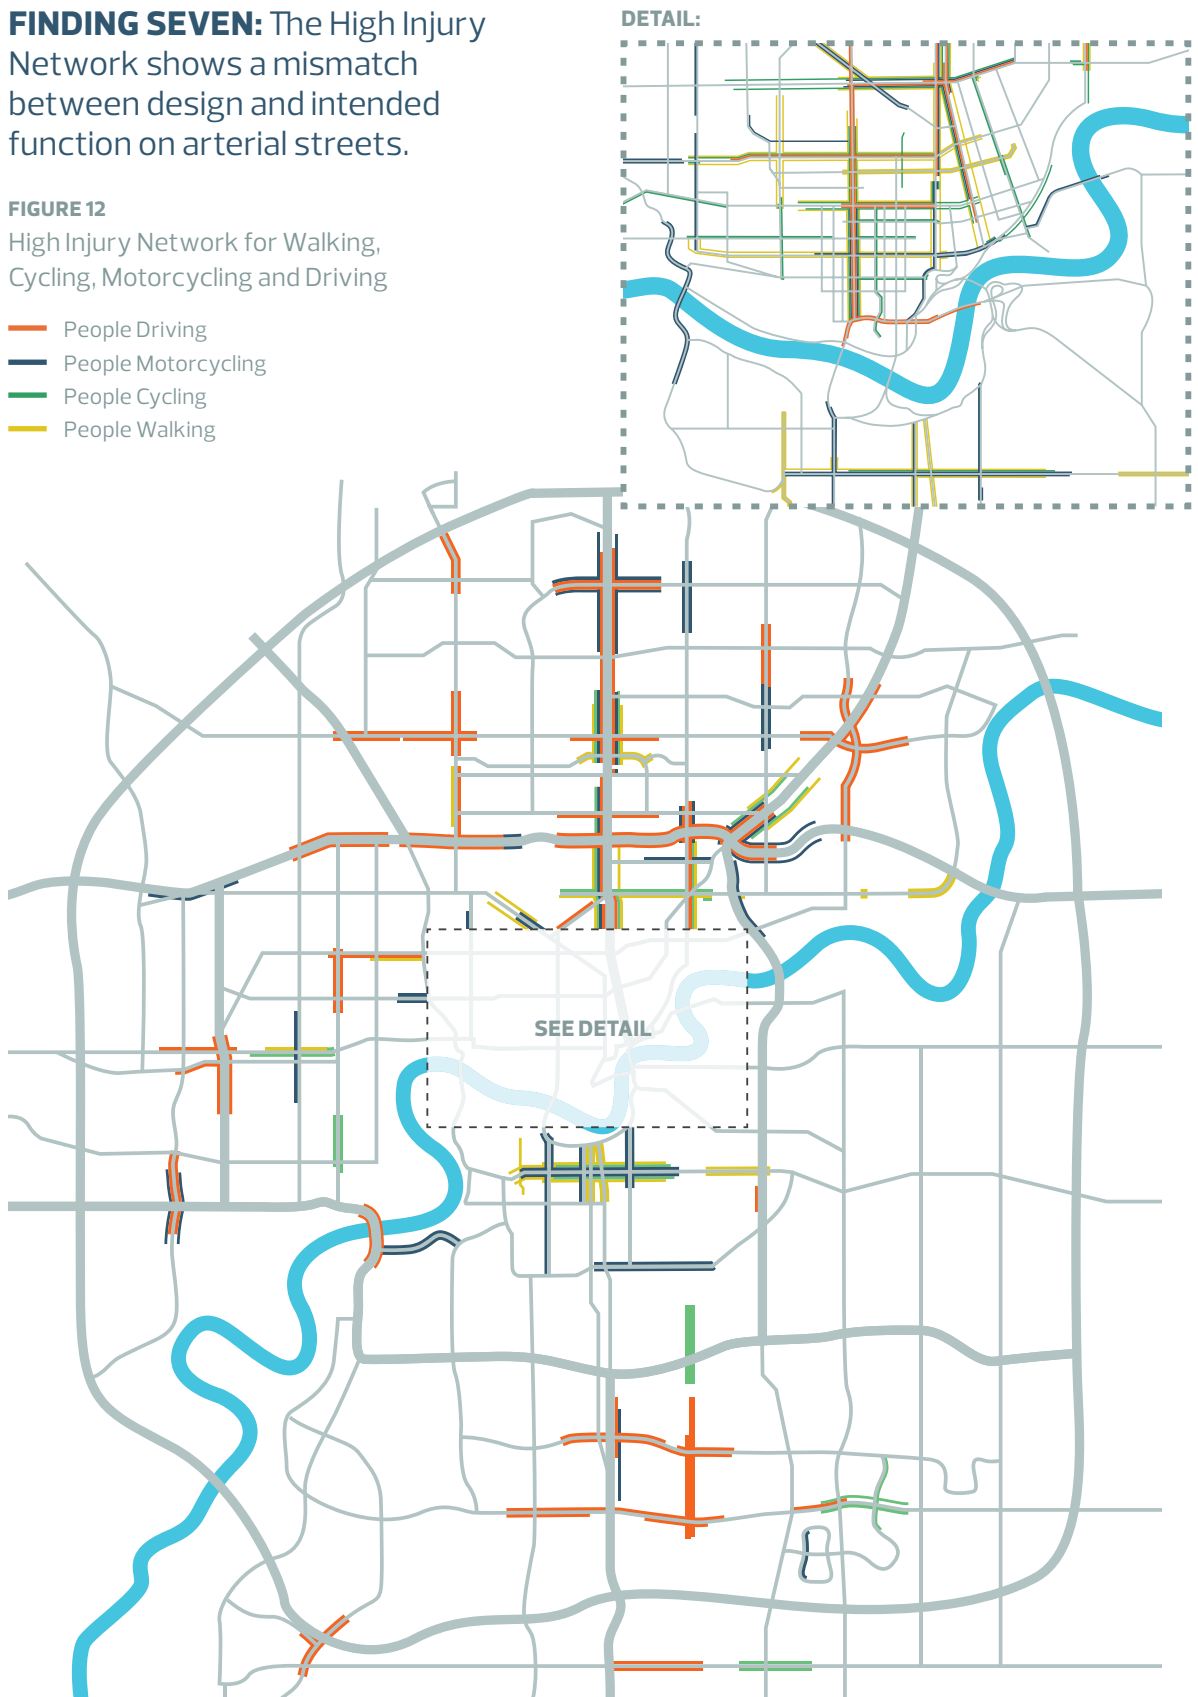 FINDING SEVEN: The High Injury
Network shows a mismatch
between design and intended
function on arterial streets.
FIGURE 12
High Injury Network for Walking,
Cycling, Motorcycling and Driving
People Driving
People Motorcycling
People Cycling
People Walking
DETAIL:
SEE DETAIL